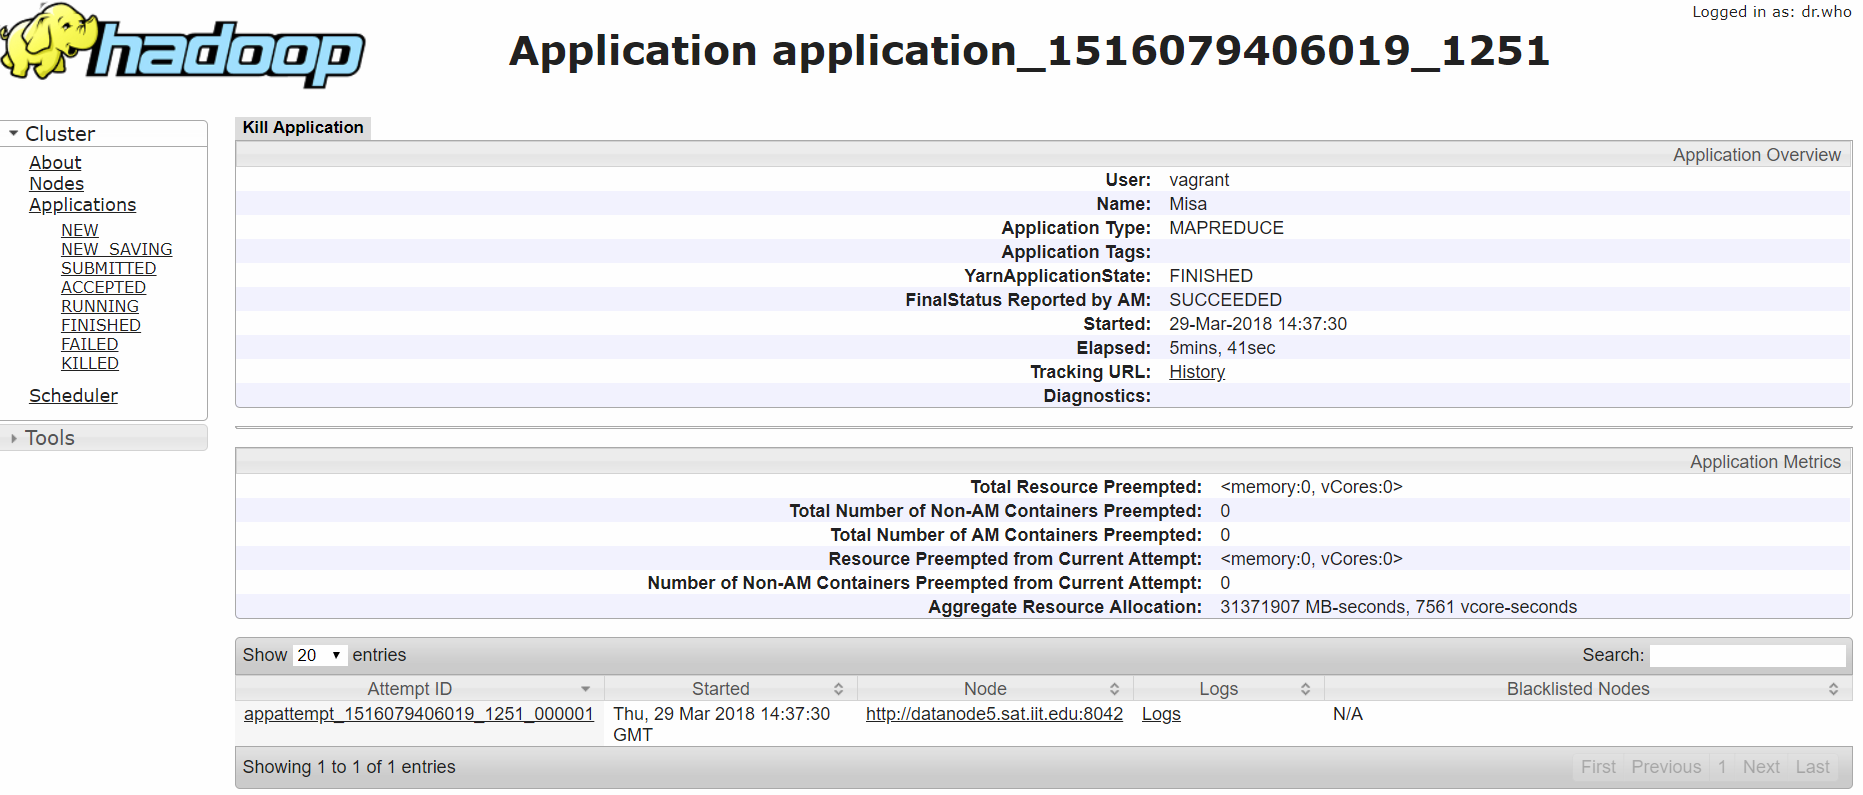 hadoop
Logged in as: dr.who
Application application_1516079406019_1251
Cluster
About
Nodes
Applications
NEW
NEW_SAVING
SUBMITTED
ACCEPTED
RUNNING
FINISHED
FAILED
KILLED
Scheduler
Tools
Kill Application
Application Overview
User: vagrant
Name: Misa
Application Type: MAPREDUCE
Application Tags:
YarnApplicationState: FINISHED
FinalStatus Reported by AM: SUCCEEDED
Started: 29-Mar-2018 14:37:30
Elapsed: 5mins, 41sec
Tracking URL: History
Diagnostics:
Application Metrics
Total Resource Preempted: <memory:0, vCores:0>
Total Number of Non-AM Containers Preempted: 0
Total Number of AM Containers Preempted: 0
Resource Preempted from Current Attempt: <memory:0, vCores:0>
Number of Non-AM Containers Preempted from Current Attempt: 0
Aggregate Resource Allocation: 31371907 MB-seconds, 7561 vcore-seconds
Show 20 entries Search:
Attempt ID Started Node Logs Blacklisted Nodes
appattempt_1516079406019_1251_000001 Thu, 29 Mar 2018 14:37:30 http://datanode5.sat.iit.edu:8042 Logs N/A
GMT
Showing 1 to 1 of 1 entries First Previous 1 Next Last